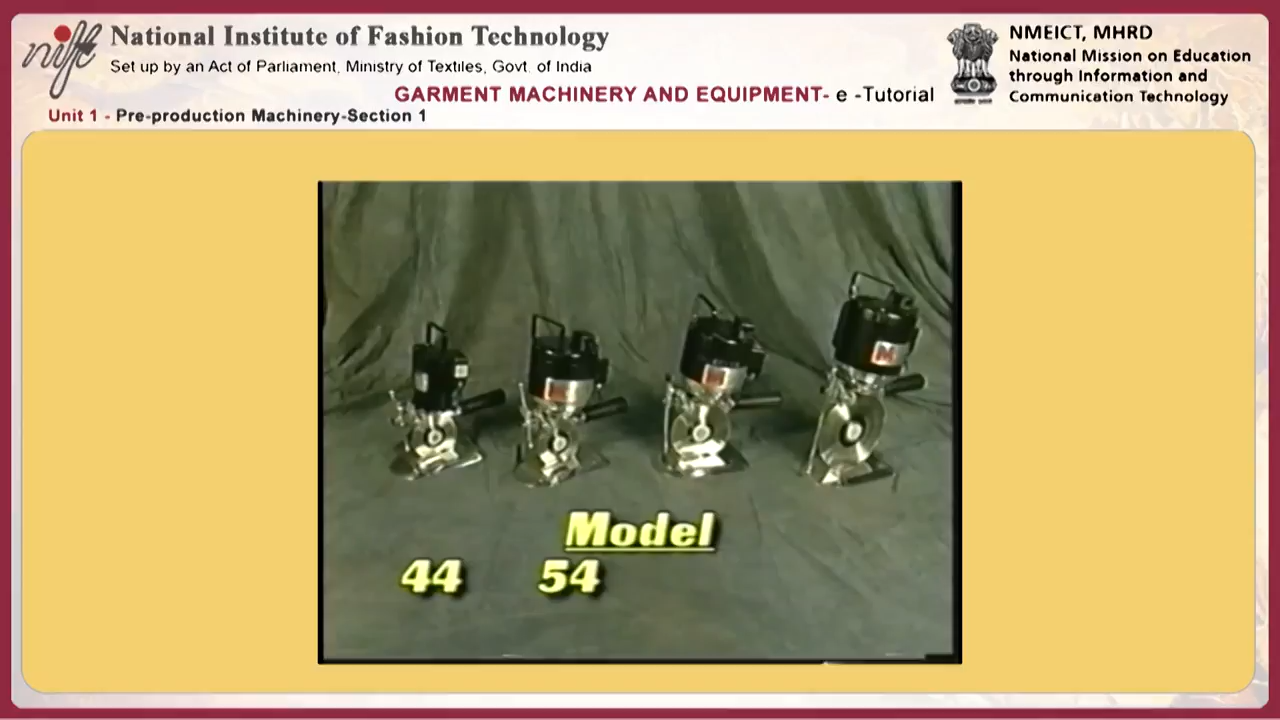 nift
National Institute of Fashion Technology
Set up by an Act of Parliament, Ministry of Textiles, Govt. of India
GARMENT MACHINERY AND EQUIPMENT- e -Tutorial
Unit 1 - Pre-production Machinery-Section 1
NMEICT, MHRD
National Mission on Education
through Information and
Communication Technology
M
Model
44 54